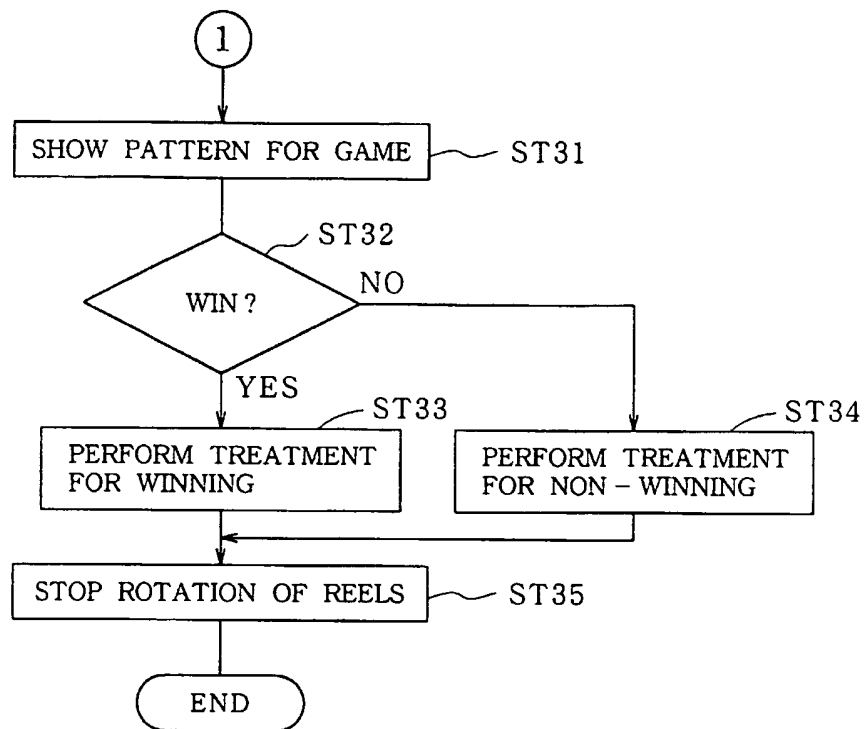 1
SHOW PATTERN FOR GAME
ST31
ST32
WIN?
NO
YES
ST33
ST34
PERFORM TREATMENT
FOR WINNING
PERFORM TREATMENT
FOR NON-WINNING
STOP ROTATION OF REELS
ST35
END